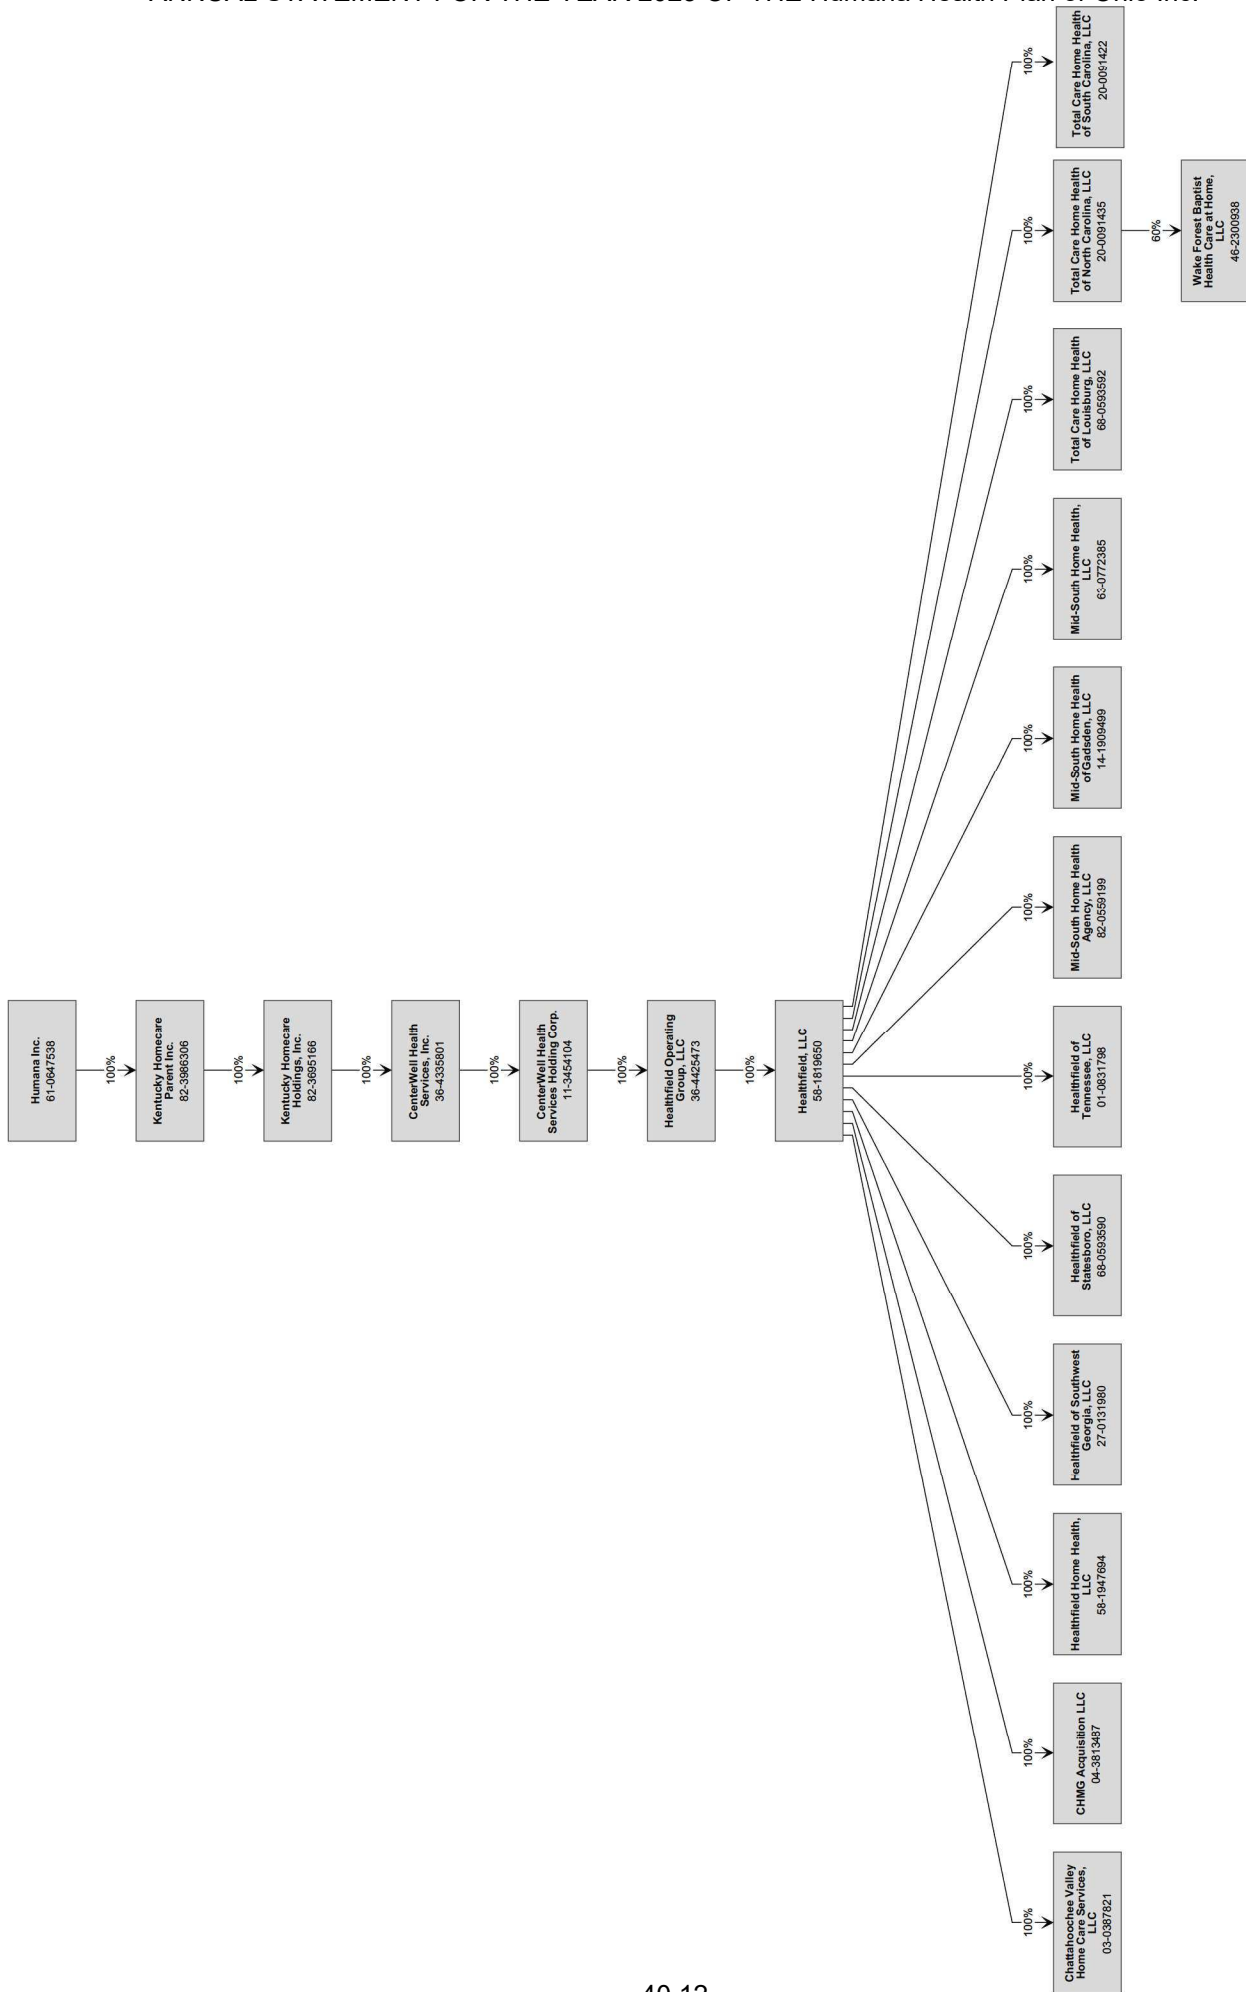 ANNUAL STATEMENT FOR THE YEAR OF THE Humana Health Plan of Ohio Inc.
Humana Inc.
61-0647538
100%
Kentucky Homecare
Parent Inc.
82-3986306
100%
Kentucky Homecare
Holdings, Inc.
82-3695166
100%
CenterWell Health
Services, Inc.
36-4335801
100%
CenterWell Health
Services Holding Corp.
11-3454104
100%
Healthfield Operating
Group, LLC
36-4425473
100%
Healthfield, LLC
58-1819650
100%
Chattahoochee Valley
Home Care Services,
LLC
03-0387821
100%
CHMG Acquisition LLC
04-3813487
100%
Healthfield Home Health,
LLC
58-1947694
100%
Healthfield of Southwest
Georgia, LLC
27-0131980
100%
Healthfield of
Statesboro, LLC
68-0593590
100%
Healthfield of
Tennessee, LLC
01-0831798
100%
Mid-South Home Health
Agency, LLC
82-0559199
100%
Mid-South Home Health
of Gadsden, LLC
14-1909499
100%
Mid-South Home Health,
LLC
63-0772385
100%
Total Care Home Health
of Louisburg, LLC
68-0593592
100%
Total Care Home Health
of North Carolina, LLC
20-0091435
100%
Total Care Home Health
of South Carolina, LLC
20-0091422
60%
Wake Forest Baptist
Health Care at Home,
LLC
46-2300938